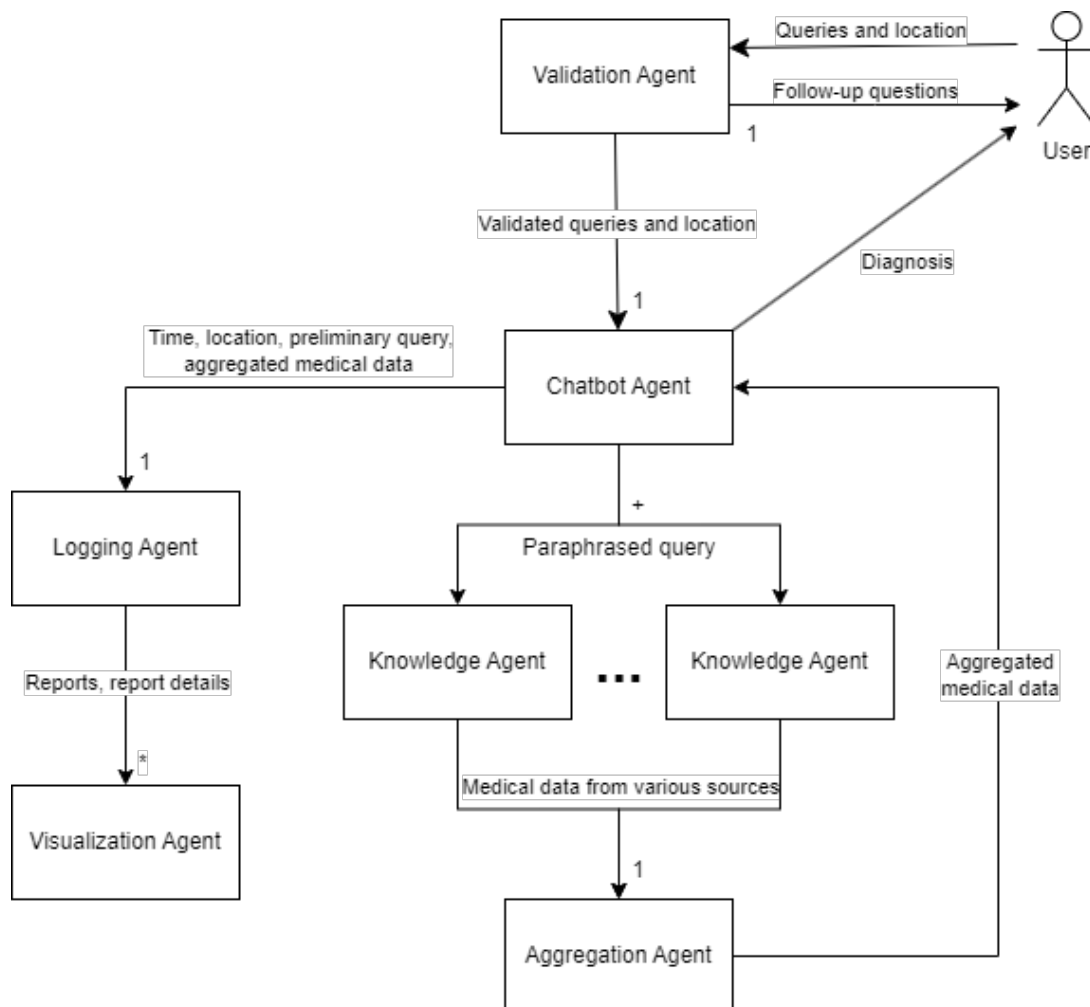 Queries and location
Validation Agent
Follow-up questions
1
User
Validated queries and location
Diagnosis
1
Time, location, preliminary query,
aggregated medical data
Chatbot Agent
1
+
Logging Agent
Paraphrased query
Knowledge Agent
...
Knowledge Agent
Aggregated
medical data
Reports, report details
*
Medical data from various sources
Visualization Agent
1
Aggregation Agent